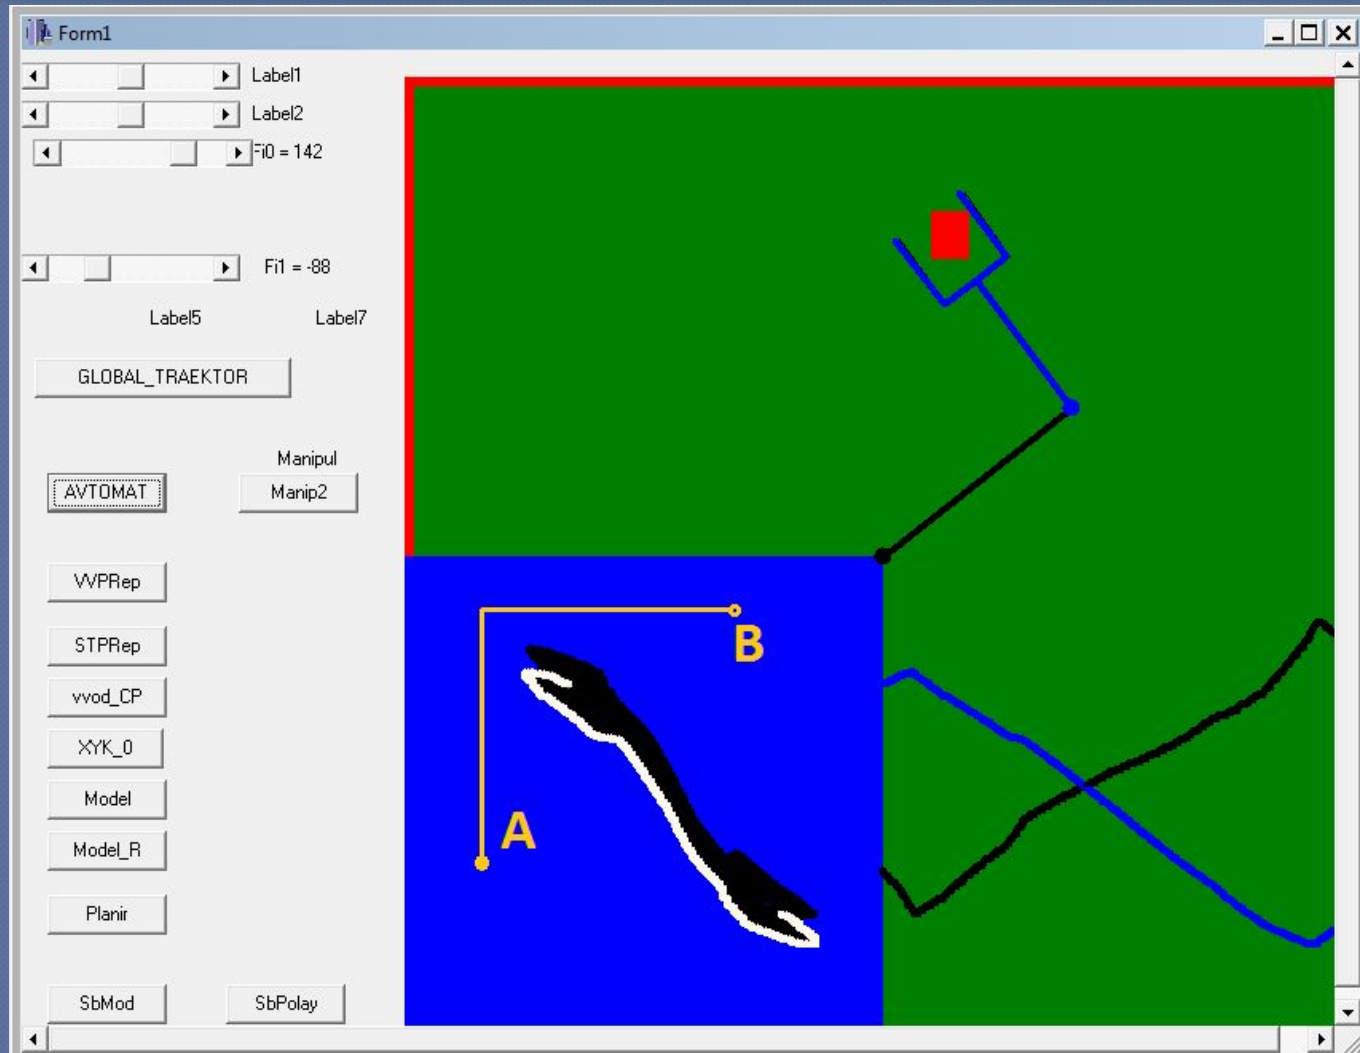 Form1
Label1
Label2
Fi0 = 142
Fi1 = -88
Label5 Label7
GLOBAL_TRAEKTOR
Manipul
AVTOMAT Manip2
VVPRep
STPRep
vvod_CP
XYK_0
Model
Model_R
Planir
SbMod SbPolay
B
A